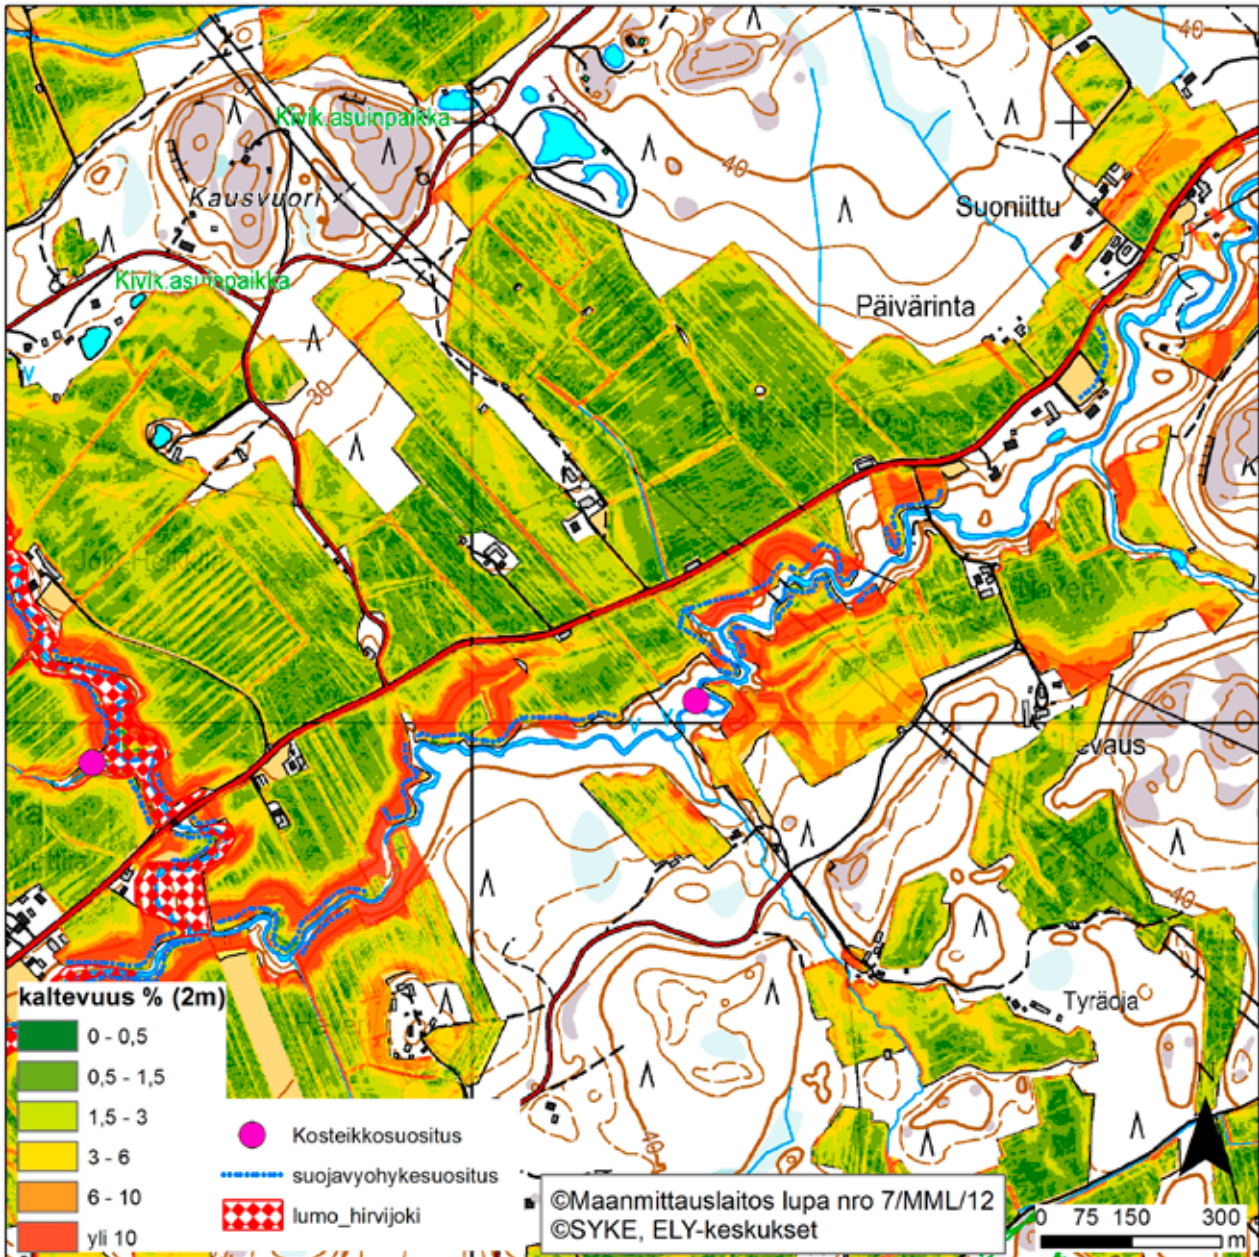 40
Kivik.asuinpaikka
Kausvuori
40
Suoniittu
Kivik.asuinpaikka
Päivärinta
30
V
K
V
V
40
Tyräoja
40
kaltevuus % (2m)
0 - 0,5
0,5 - 1,5
1,5 - 3
3 - 6
6 - 10
yli 10
Kosteikkosuositus
suojavyohykesuositus
lumo_hirvijoki
©Maanmittauslaitos lupa nro 7/MML/12
©SYKE, ELY-keskukset
N
0 75 150 300
m